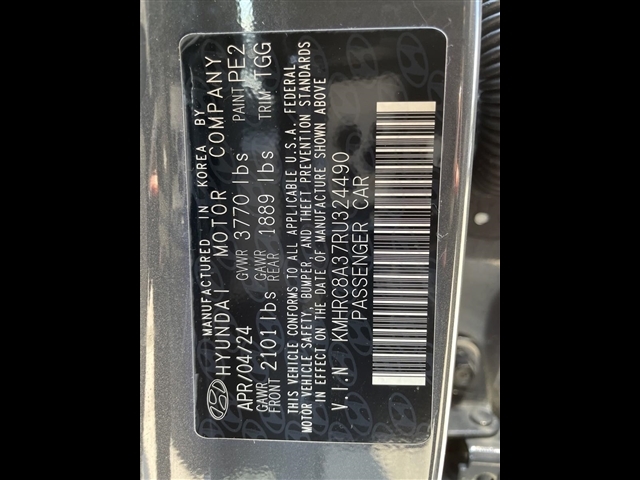 MANUFACTURED IN KOREA BY
HYUNDAI MOTOR COMPANY
APR/04/24 GVWR 3770 lbs PAINT PE2
GAWR FRONT 2101 lbs GAWR REAR 1889 lbs TRIM TGG
THIS VEHICLE CONFORMS TO ALL APPLICABLE U.S.A. FEDERAL
MOTOR VEHICLE SAFETY, BUMPER, AND THEFT PREVENTION STANDARDS
IN EFFECT ON THE DATE OF MANUFACTURE SHOWN ABOVE
V.I.N KMHRC8A37RU324490
PASSENGER CAR